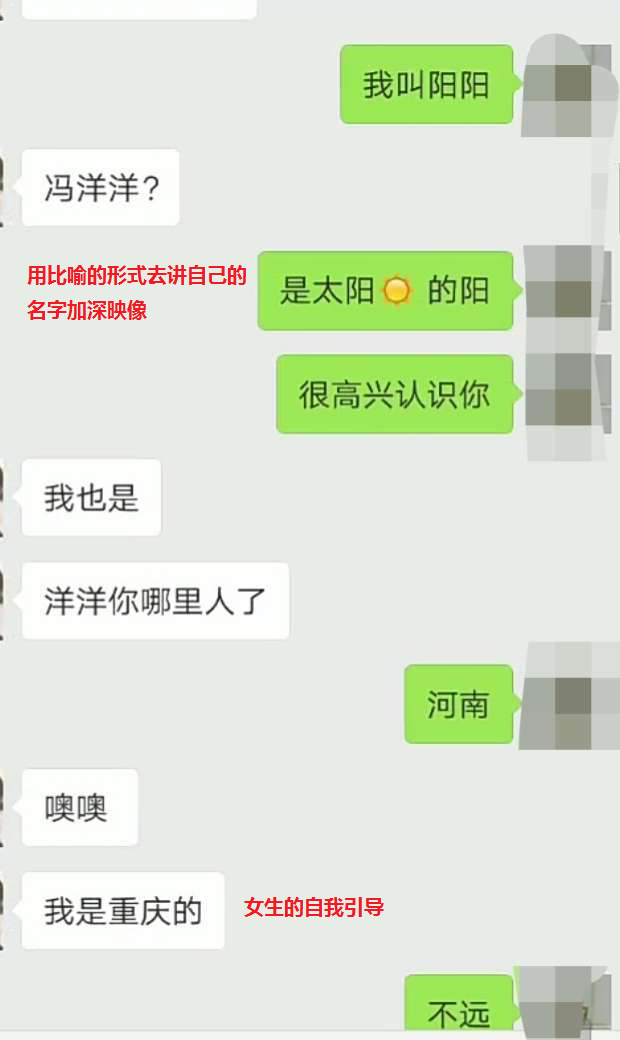 我叫阳阳
冯洋洋?
用比喻的形式去讲自己的
名字加深映像
是太阳☀️ 的阳
很高兴认识你
我也是
洋洋你哪里人了
河南
噢噢
我是重庆的
女生的自我引导
不远